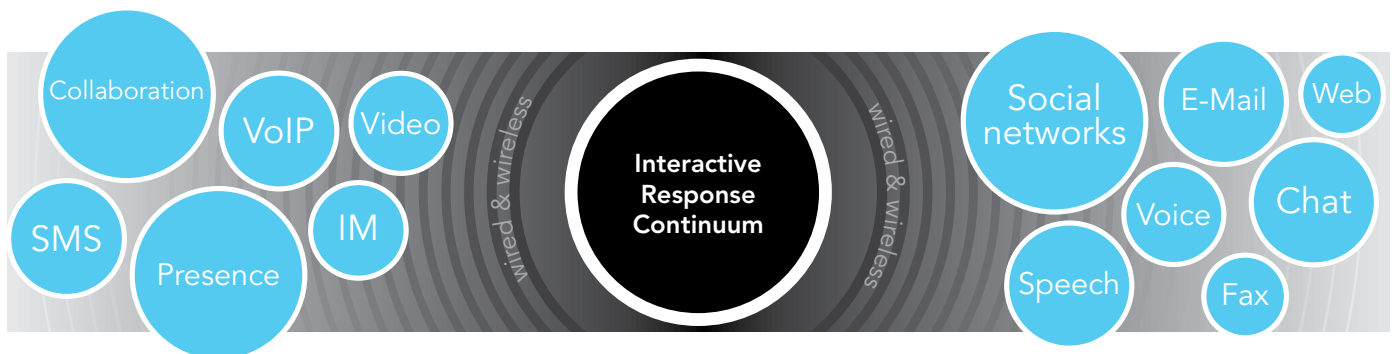 Collaboration
VoIP
Video
SMS
Presence
IM
wired & wireless
Interactive
Response
Continuum
wired & wireless
Social
networks
E-Mail
Web
Voice
Chat
Speech
Fax